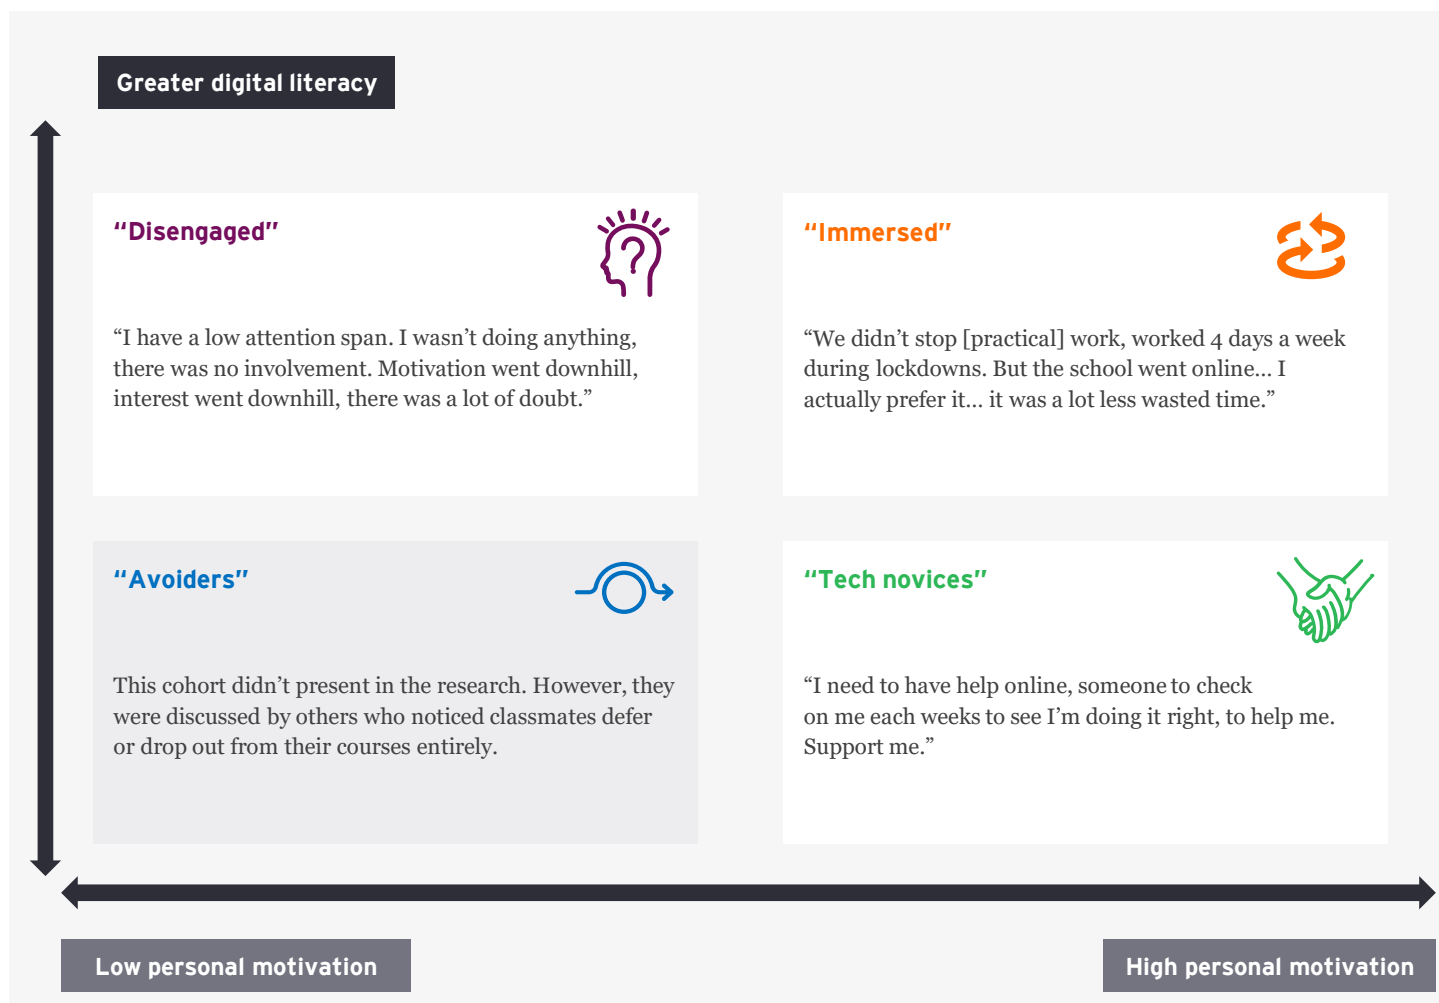 Greater digital literacy
“Disengaged”
“I have a low attention span. I wasn’t doing anything,
there was no involvement. Motivation went downhill,
interest went downhill, there was a lot of doubt.”
“Immersed”
“We didn’t stop [practical] work, worked 4 days a week
during lockdowns. But the school went online... I
actually prefer it... it was a lot less wasted time.”
“Avoiders”
This cohort didn’t present in the research. However, they
were discussed by others who noticed classmates defer
or drop out from their courses entirely.
“Tech novices”
“I need to have help online, someone to check
on me each weeks to see I’m doing it right, to help me.
Support me.”
Low personal motivation
High personal motivation